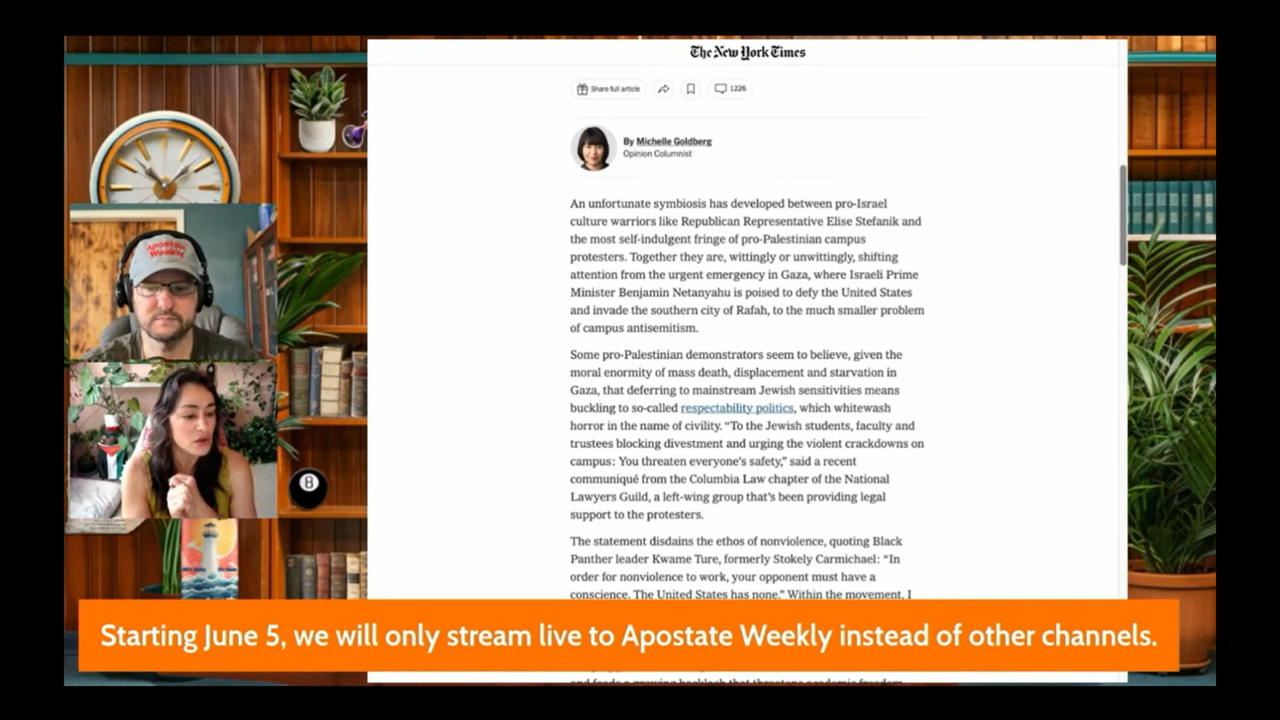 The New York Times
Share full article
1226
By Michelle Goldberg
Opinion Columnist
An unfortunate symbiosis has developed between pro-Israel
culture warriors like Republican Representative Elise Stefanik and
the most self-indulgent fringe of pro-Palestinian campus
protesters. Together they are, wittingly or unwittingly, shifting
attention from the urgent emergency in Gaza, where Israeli Prime
Minister Benjamin Netanyahu is poised to defy the United States
and invade the southern city of Rafah, to the much smaller problem
of campus antisemitism.
Some pro-Palestinian demonstrators seem to believe, given the
moral enormity of mass death, displacement and starvation in
Gaza, that deferring to mainstream Jewish sensitivities means
buckling to so-called respectability politics, which whitewash
horror in the name of civility. “To the Jewish students, faculty and
trustees blocking divestment and urging the violent crackdowns on
campus: You threaten everyone’s safety,” said a recent
communiqué from the Columbia Law chapter of the National
Lawyers Guild, a left-wing group that’s been providing legal
support to the protesters.
The statement disdains the ethos of nonviolence, quoting Black
Panther leader Kwame Ture, formerly Stokely Carmichael: “In
order for nonviolence to work, your opponent must have a
conscience. The United States has none.” Within the movement, I
Apostate
Weekly
8
Starting June 5, we will only stream live to Apostate Weekly instead of other channels.